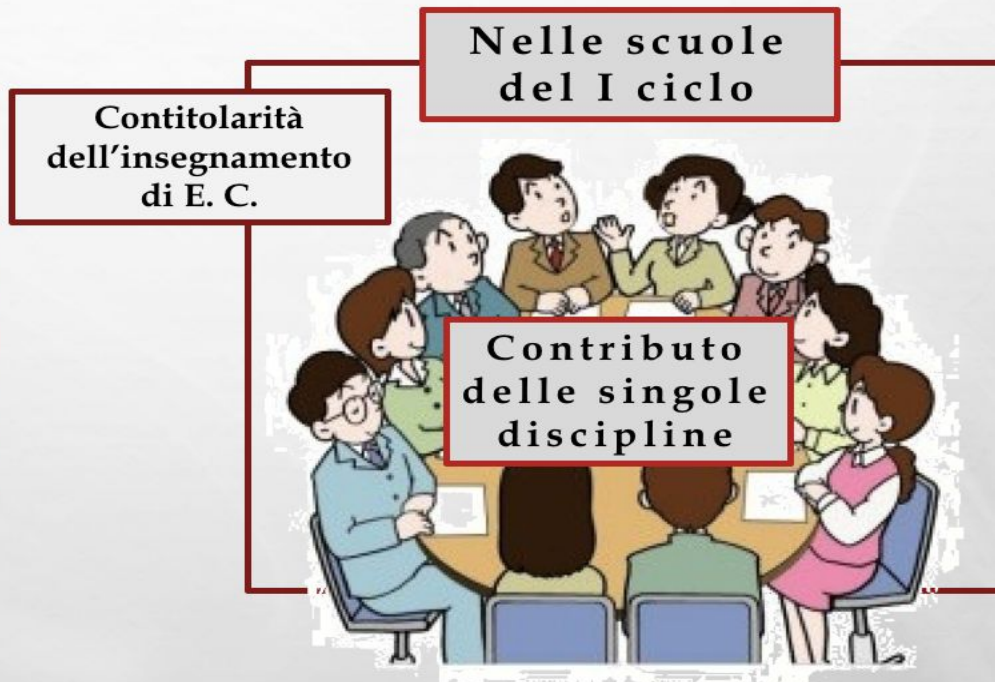 Nelle scuole
del I ciclo
Contitolarità
dell’insegnamento
di E. C.
Contributo
delle singole
discipline